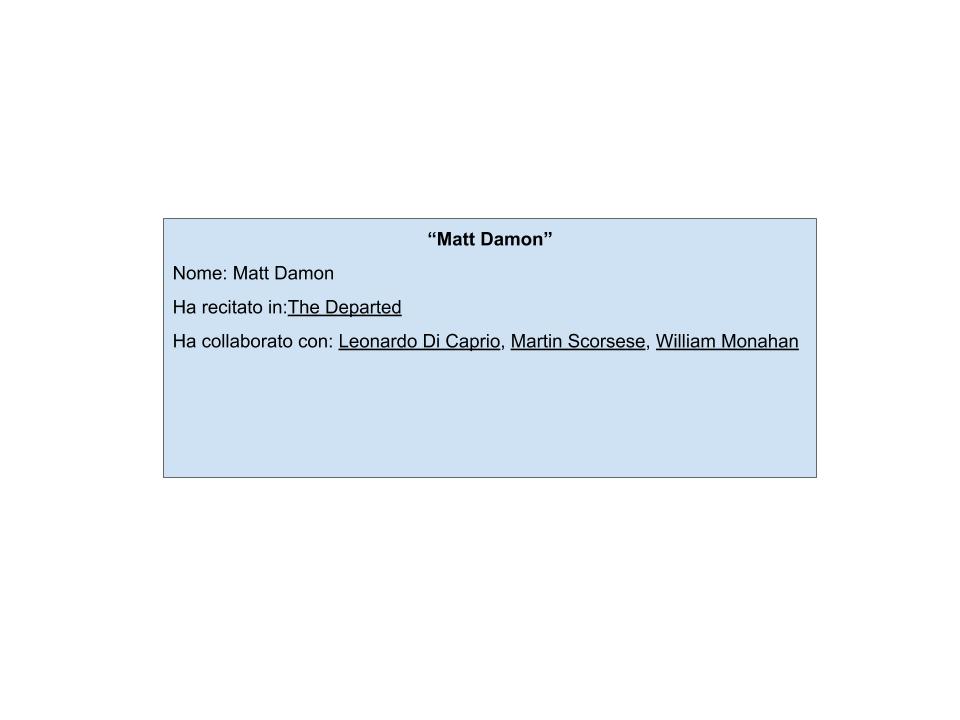 “Matt Damon”
Nome: Matt Damon
Ha recitato in:The Departed
Ha collaborato con: Leonardo Di Caprio, Martin Scorsese, William Monahan